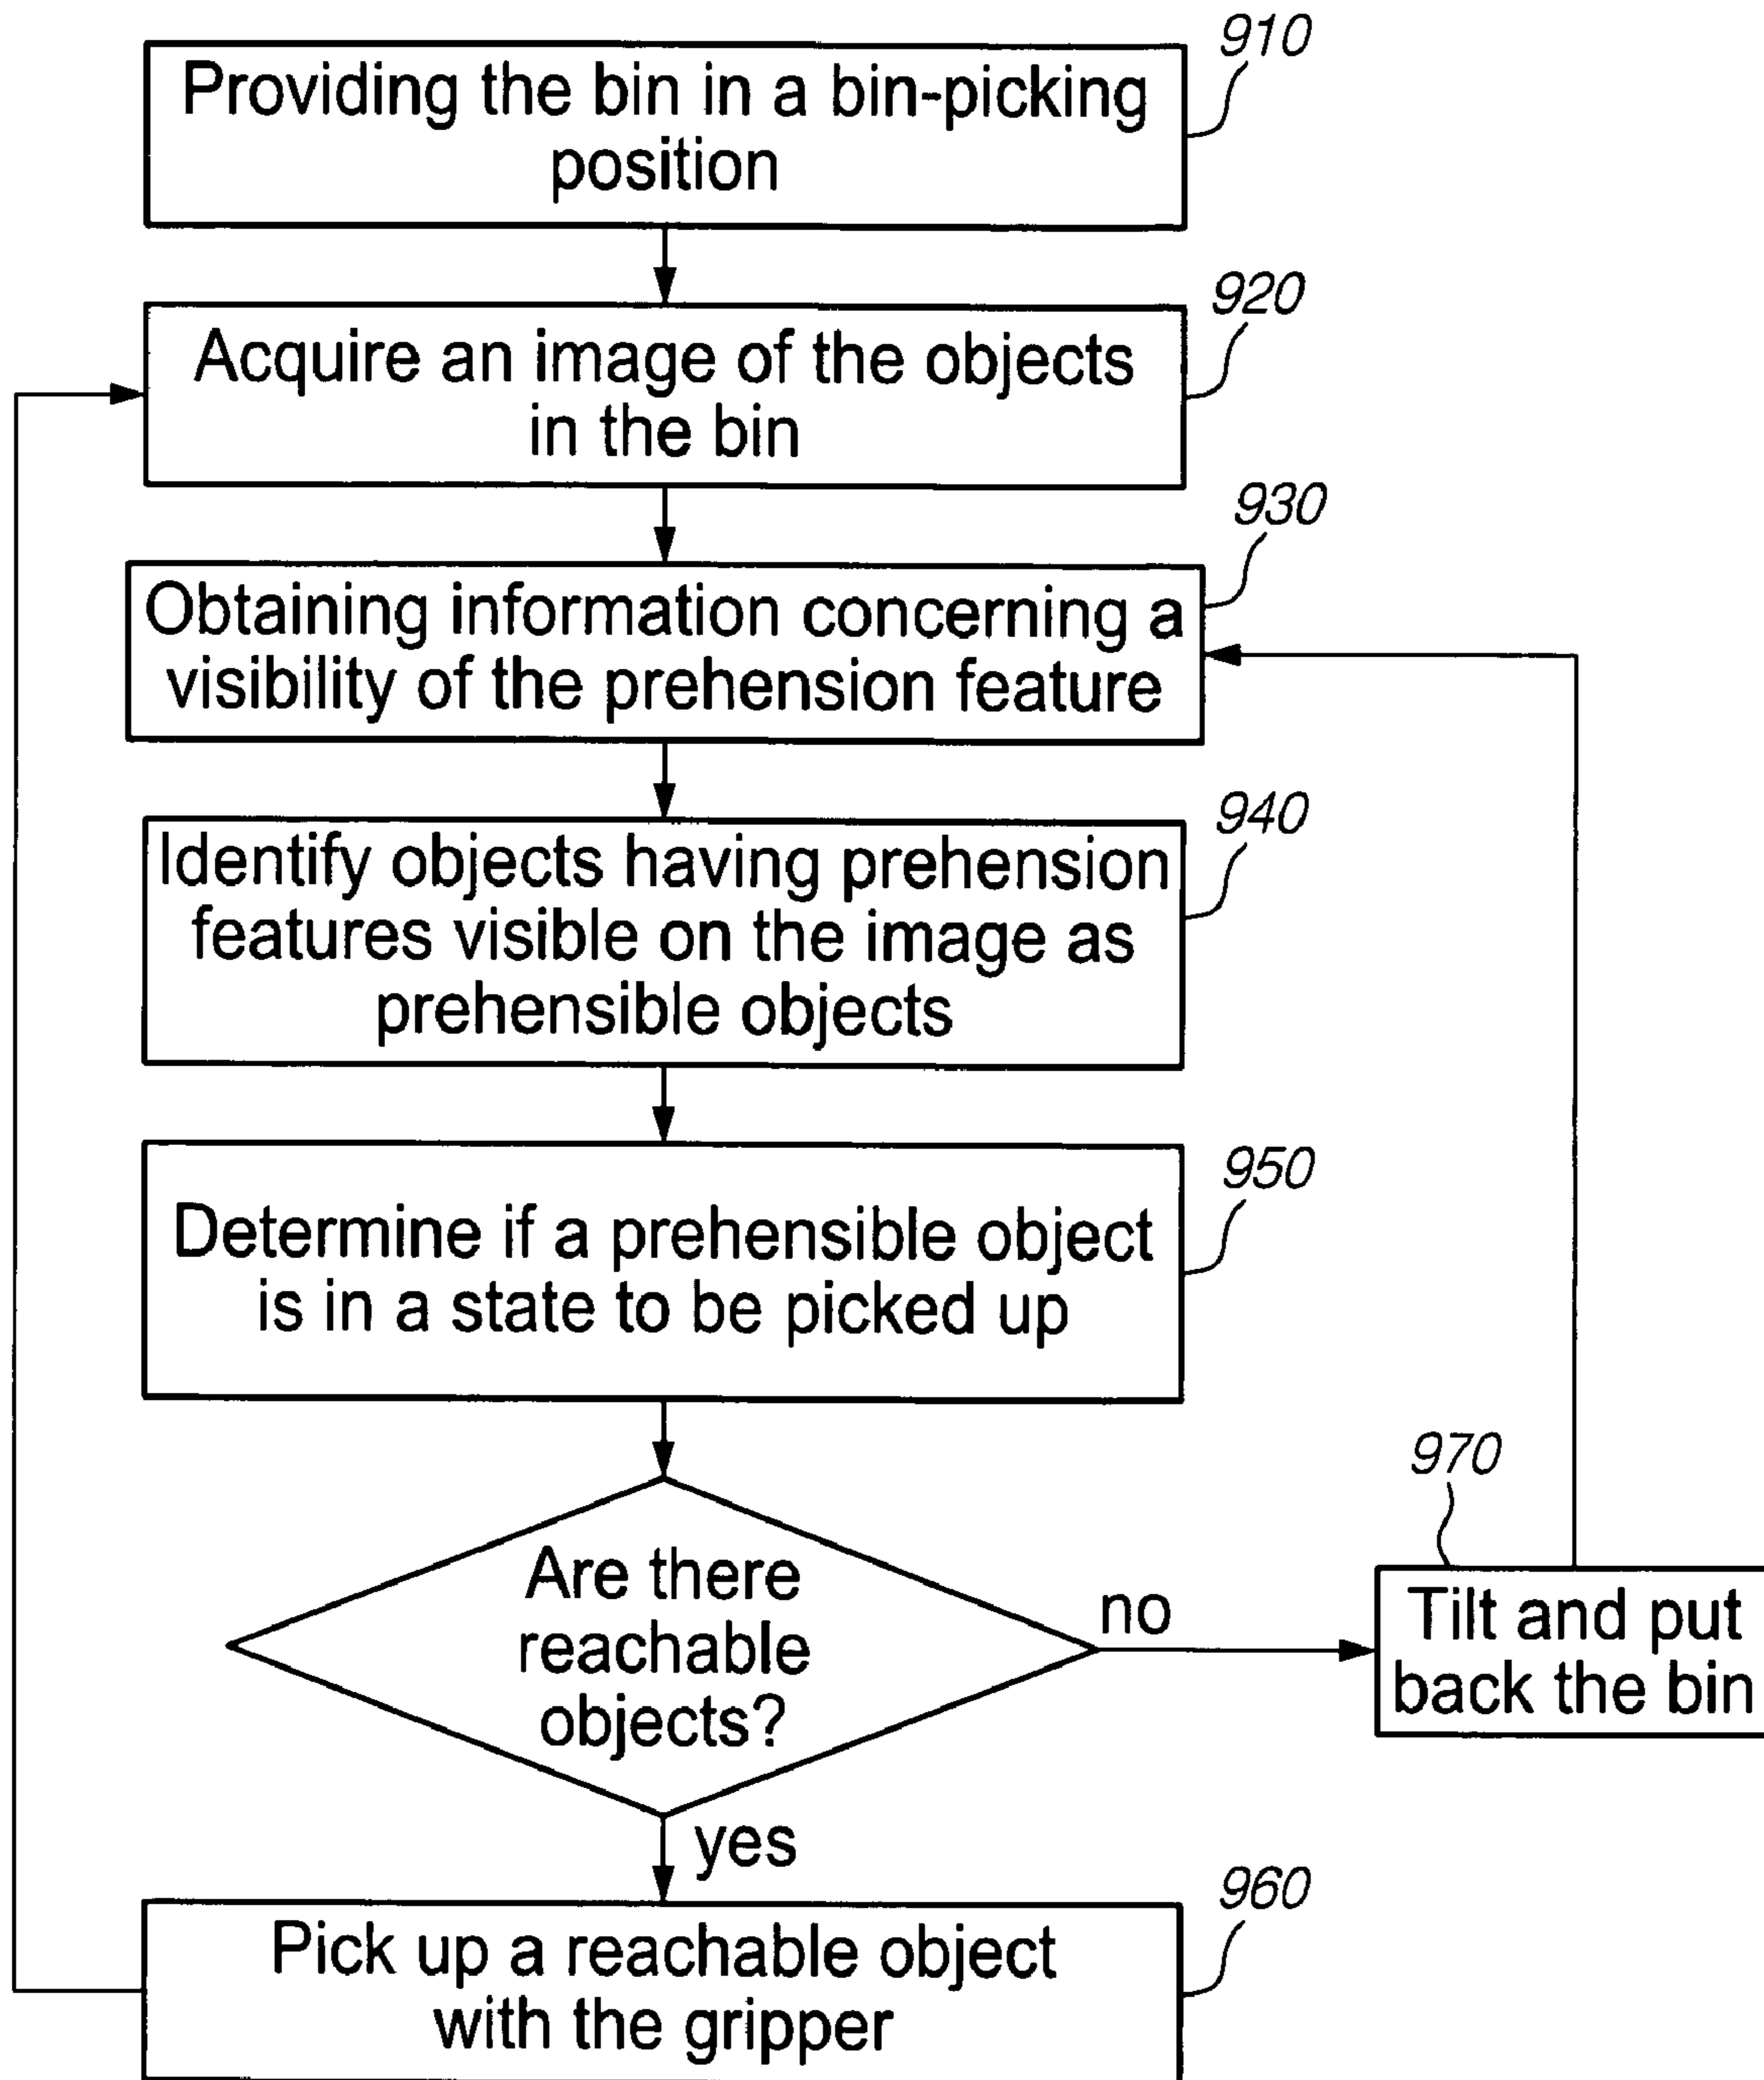 910
Providing the bin in a bin-picking
position
920
Acquire an image of the objects
in the bin
930
Obtaining information concerning a
visibility of the prehension feature
940
Identify objects having prehension
features visible on the image as
prehensible objects
950
Determine if a prehensible object
is in a state to be picked up
Are there
reachable
objects?
no
970
Tilt and put
back the bin
yes
960
Pick up a reachable object
with the gripper